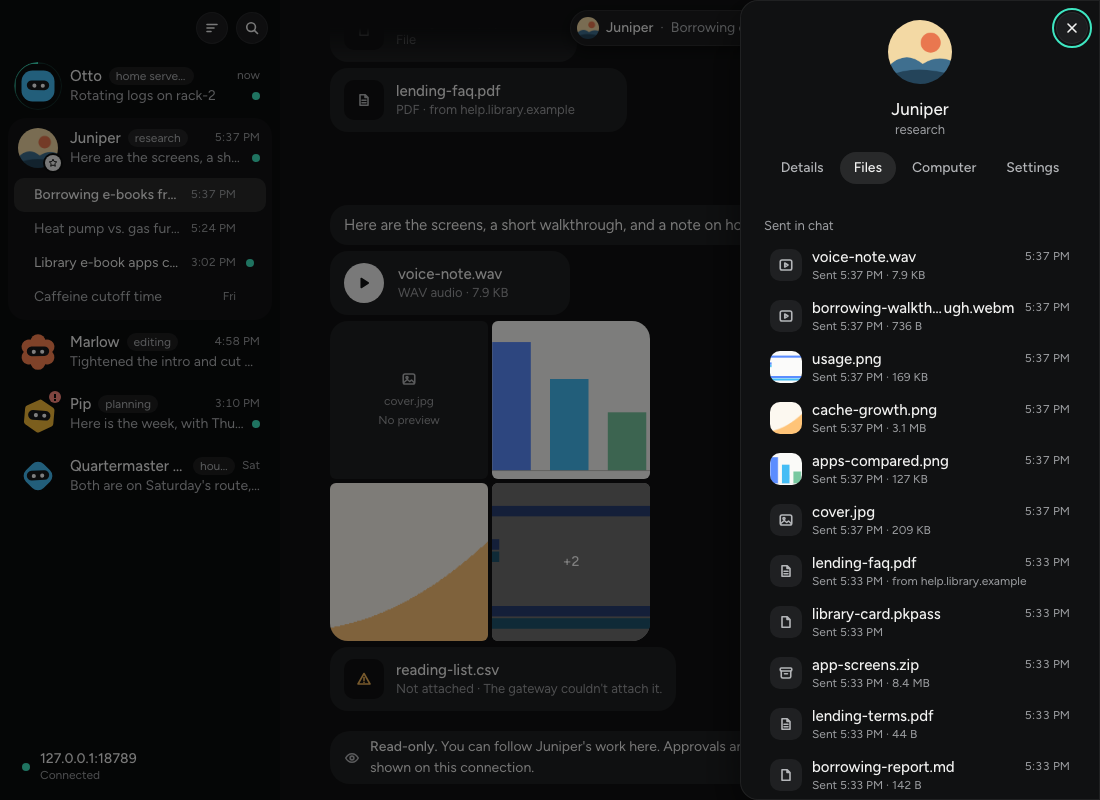 Otto home serve... now
Rotating logs on rack-2
Juniper research 5:37 PM
Here are the screens, a sh...
Borrowing e-books fr... 5:37 PM
Heat pump vs. gas fur... 5:24 PM
Library e-book apps c... 3:02 PM
Caffeine cutoff time Fri
Marlow editing 4:58 PM
Tightened the intro and cut ...
Pip planning 3:10 PM
Here is the week, with Thu...
Quartermaster ... hou... Sat
Both are on Saturday's route,...
127.0.0.1:18789
Connected
Juniper · Borrowing
File
lending-faq.pdf
PDF · from help.library.example
Here are the screens, a short walkthrough, and a note on ho
voice-note.wav
WAV audio · 7.9 KB
cover.jpg
No preview
+2
reading-list.csv
Not attached · The gateway couldn't attach it.
Read-only. You can follow Juniper's work here. Approvals ar
shown on this connection.
Juniper
research
Details Files Computer Settings
Sent in chat
voice-note.wav 5:37 PM
Sent 5:37 PM · 7.9 KB
borrowing-walkth...ugh.webm 5:37 PM
Sent 5:37 PM · 736 B
usage.png 5:37 PM
Sent 5:37 PM · 169 KB
cache-growth.png 5:37 PM
Sent 5:37 PM · 3.1 MB
apps-compared.png 5:37 PM
Sent 5:37 PM · 127 KB
cover.jpg 5:37 PM
Sent 5:37 PM · 209 KB
lending-faq.pdf 5:33 PM
Sent 5:33 PM · from help.library.example
library-card.pkpass 5:33 PM
Sent 5:33 PM
app-screens.zip 5:33 PM
Sent 5:33 PM · 8.4 MB
lending-terms.pdf 5:33 PM
Sent 5:33 PM · 44 B
borrowing-report.md 5:33 PM
Sent 5:33 PM · 142 B